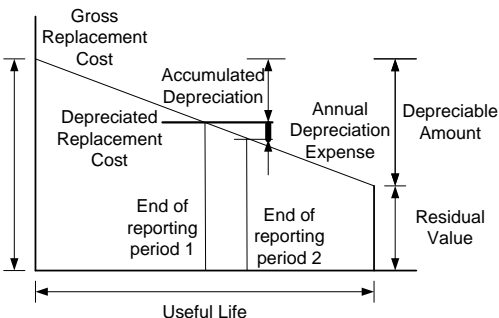 Gross
Replacement
Cost
Accumulated
Depreciation
Depreciated
Replacement
Cost
Annual
Depreciation
Expense
Depreciable
Amount
End of
reporting
period 1
End of
reporting
period 2
Residual
Value
Useful Life